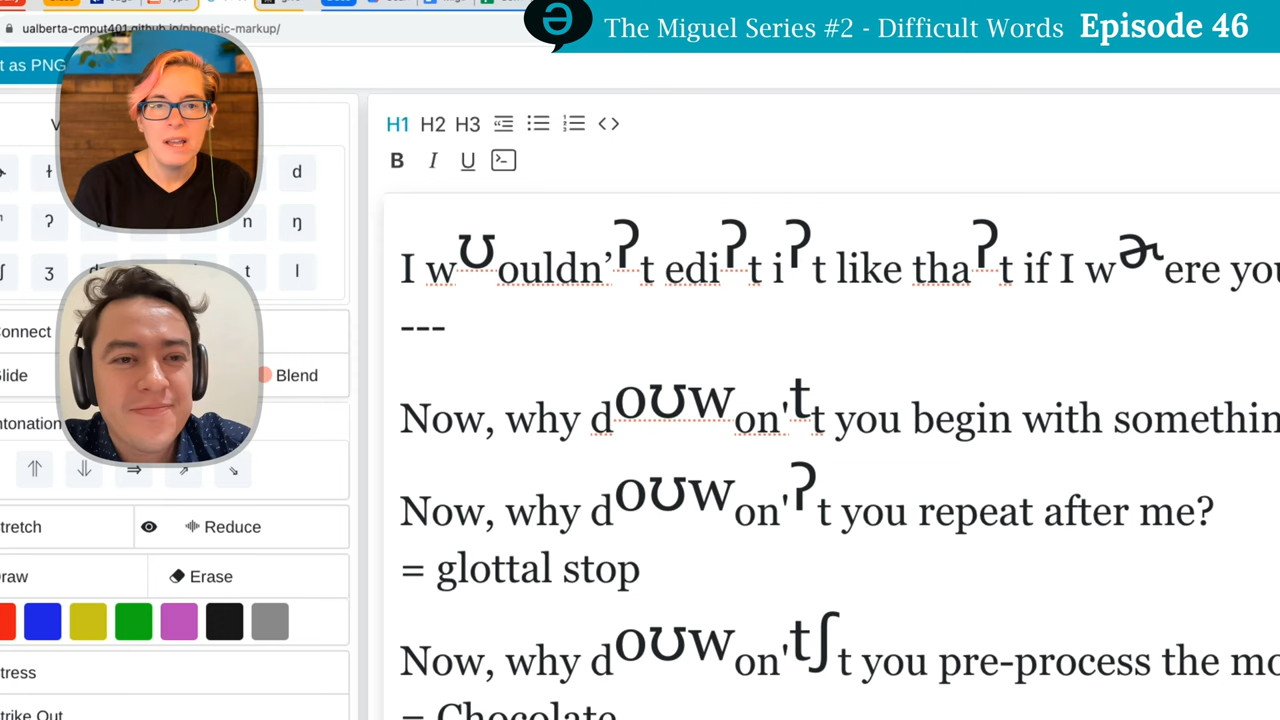 The Miguel Series #2 - Difficult Words Episode 46
ualberta-cmput401.github.io/phonetic-markup/
t as PNG
H1 H2 H3
B I U
d
ʔ n ŋ
ʃ ʒ t l
onnect
lide Blend
ntonation
⇑ ⇓ ⇒ ⇗ ⇘
tretch Reduce
raw Erase
tress
trike Out
I wʊouldn’ʔt ediʔt iʔt like thaʔt if I wɚere you
---
Now, why doʊwon'tt you begin with somethin
Now, why doʊwon'ʔt you repeat after me?
= glottal stop
Now, why doʊwon'tʃt you pre-process the mo
= Chocolate